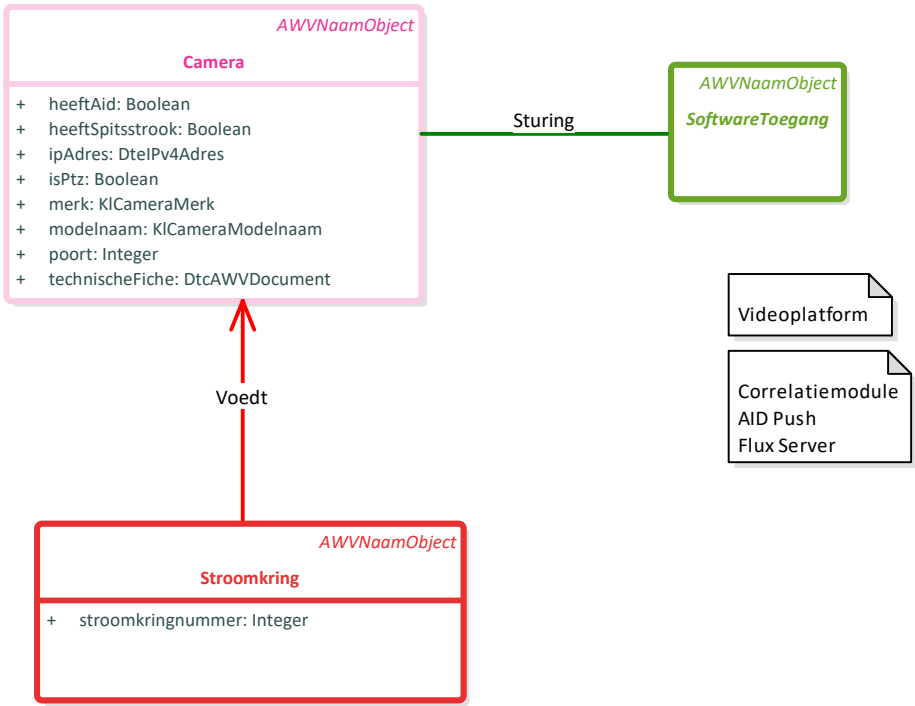 AWVNaamObject
Camera
+ heeftAid: Boolean
+ heeftSpitsstrook: Boolean
+ ipAdres: DteIPv4Adres
+ isPtz: Boolean
+ merk: KlCameraMerk
+ modelnaam: KlCameraModelnaam
+ poort: Integer
+ technischeFiche: DtcAWVDocument
Sturing
AWVNaamObject
SoftwareToegang
Videoplatform
Correlatiemodule
AID Push
Flux Server
Voedt
AWVNaamObject
Stroomkring
+ stroomkringnummer: Integer